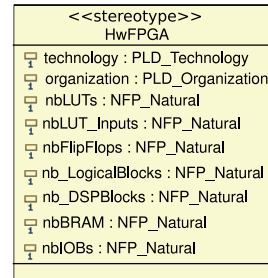 <<stereotype>>
HwFPGA
technology : PLD_Technology
organization : PLD_Organization
nbLUTs : NFP_Natural
nbLUT_Inputs : NFP_Natural
nbFlipFlops : NFP_Natural
nb_LogicalBlocks : NFP_Natural
nb_DSPBlocks : NFP_Natural
nbBRAM : NFP_Natural
nbIOBs : NFP_Natural